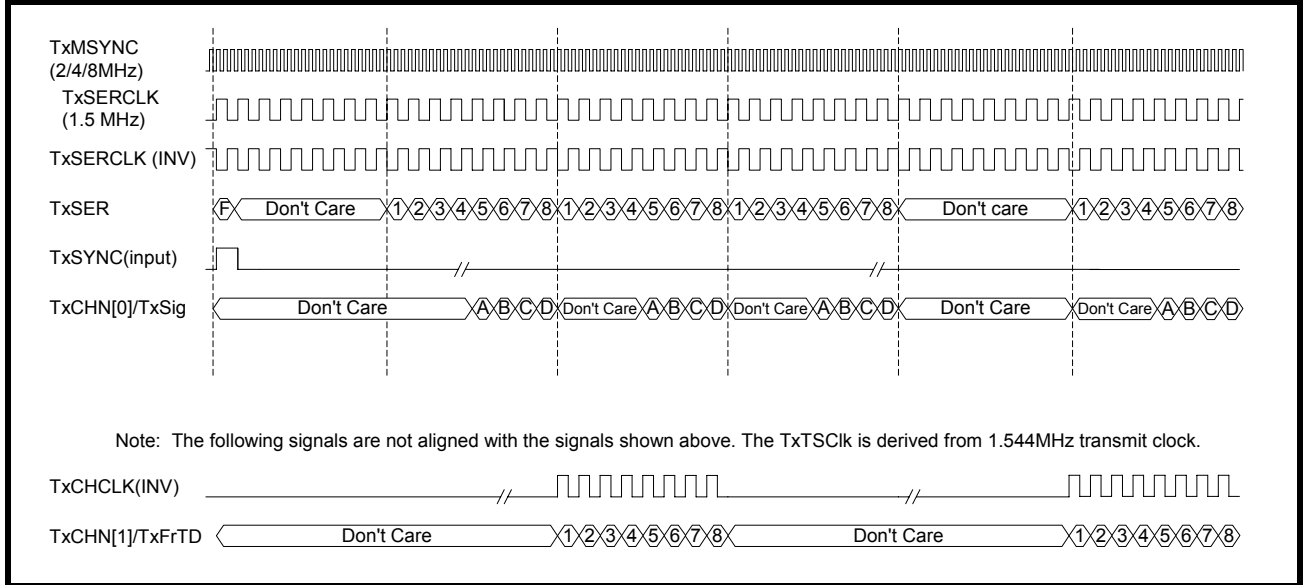 TxMSYNC
(2/4/8MHz)
TxSERCLK
(1.5 MHz)
TxSERCLK (INV)
TxSER F Don't Care 1 2 3 4 5 6 7 8 1 2 3 4 5 6 7 8 1 2 3 4 5 6 7 8 Don't care 1 2 3 4 5 6 7 8
TxSYNC(input) // //
TxCHN[0]/TxSig Don't Care A B C D Don't Care A B C D Don't Care A B C D Don't Care Don't Care A B C D
Note: The following signals are not aligned with the signals shown above. The TxTSClk is derived from 1.544MHz transmit clock.
TxCHCLK(INV) // //
TxCHN[1]/TxFrTD Don't Care 1 2 3 4 5 6 7 8 Don't Care 1 2 3 4 5 6 7 8